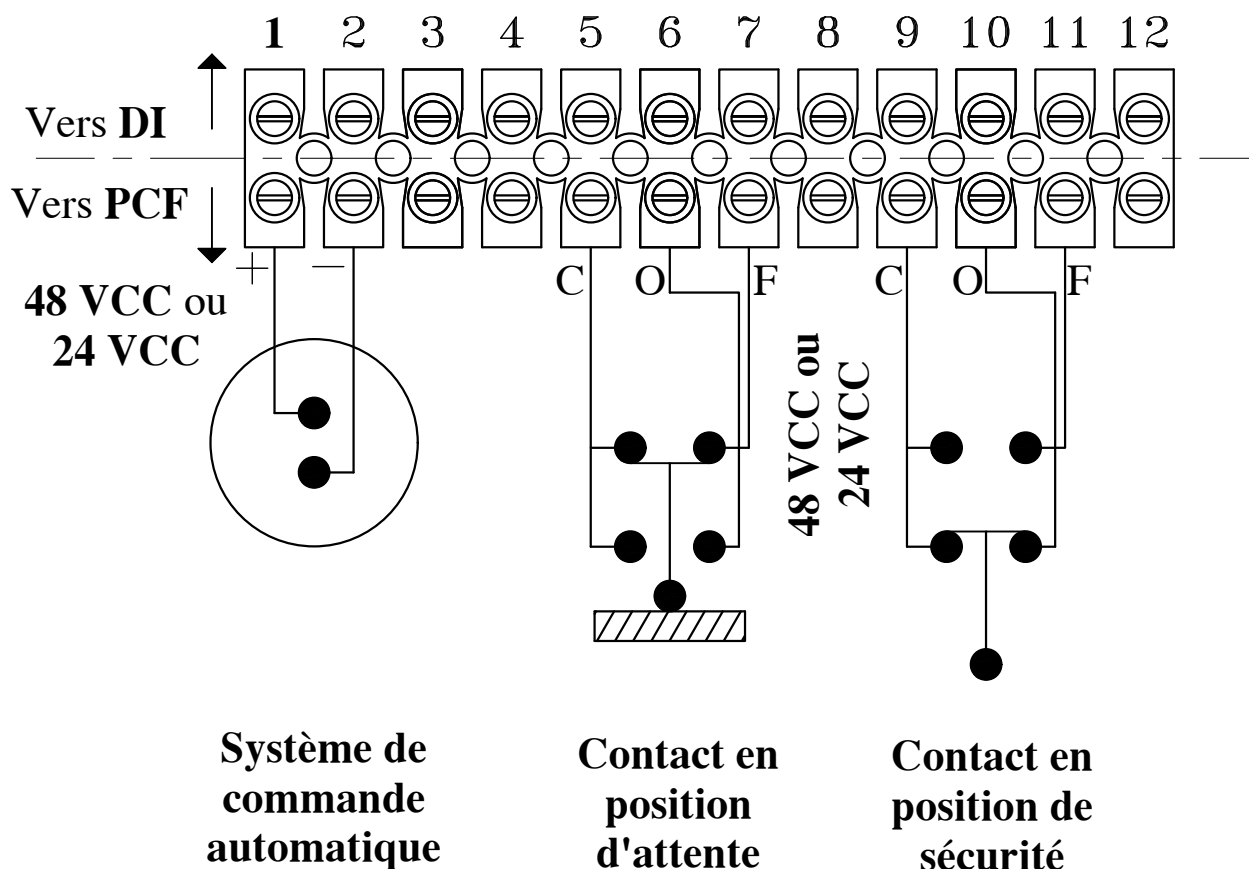 1 2 3 4 5 6 7 8 9 10 11 12
Vers DI
Vers PCF
+ −
C O F C O F
48 VCC ou
24 VCC
48 VCC ou
24 VCC
Système de
commande
automatique
Contact en
position
d'attente
Contact en
position de
sécurité